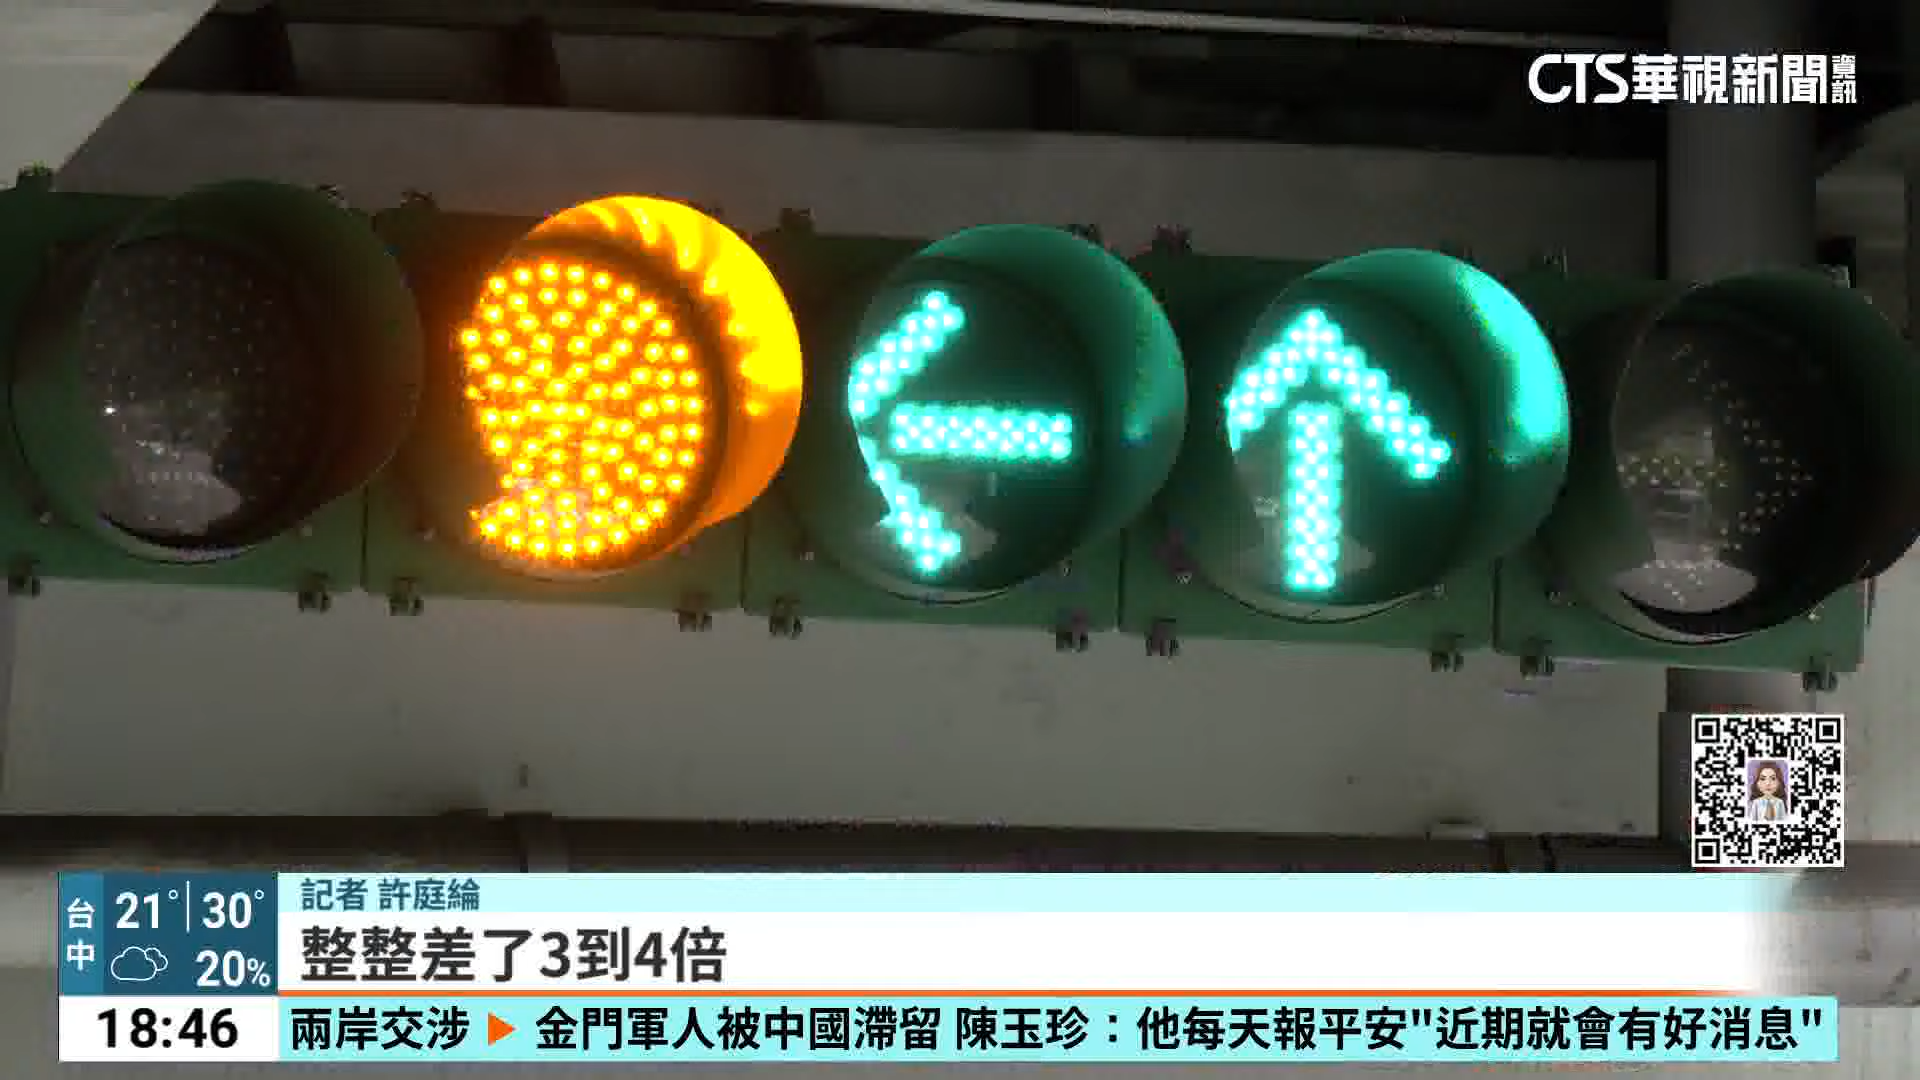 CTS華視新聞資訊
台中
21° 30°
20%
記者 許庭綸
整整差了3到4倍
18:46
兩岸交涉 ▶ 金門軍人被中國滯留 陳玉珍：他每天報平安"近期就會有好消息"